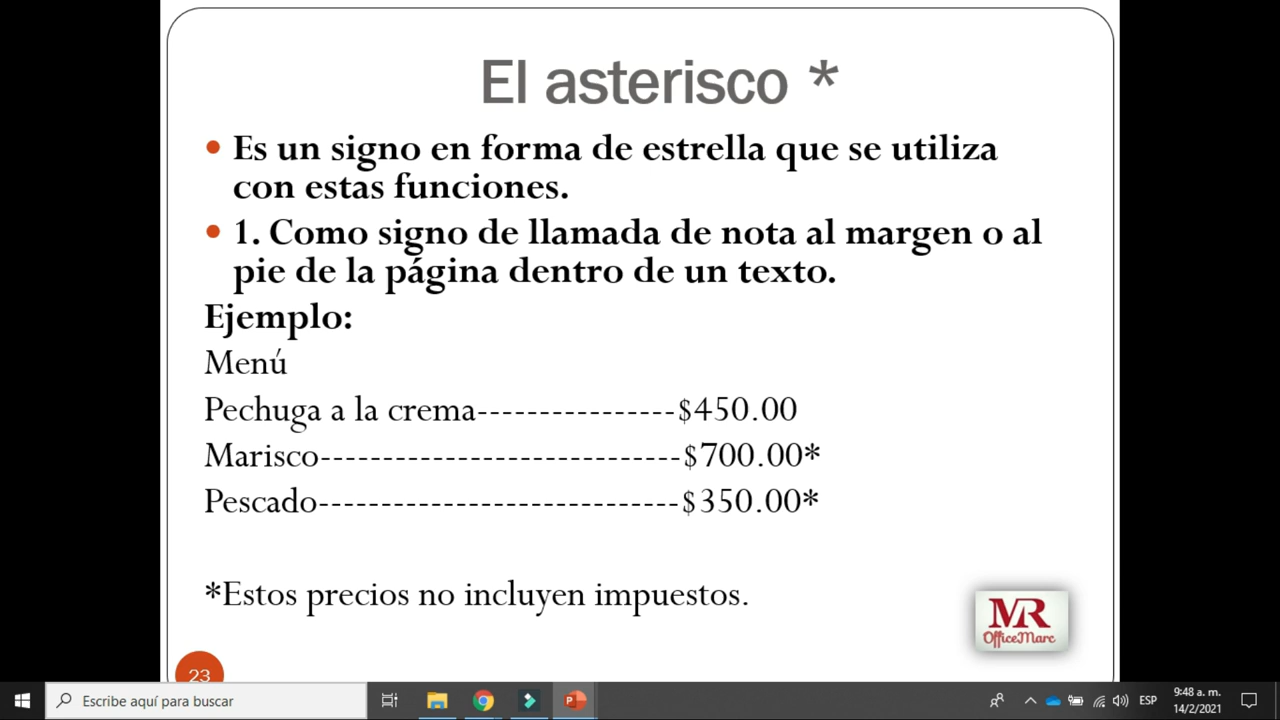 El asterisco *
• Es un signo en forma de estrella que se utiliza
con estas funciones.
• 1. Como signo de llamada de nota al margen o al
pie de la página dentro de un texto.
Ejemplo:
Menú
Pechuga a la crema----------------$450.00
Marisco-----------------------------$700.00*
Pescado-----------------------------$350.00*
*Estos precios no incluyen impuestos.
MR
OfficeMarc
23
Escribe aquí para buscar
ESP
9:48 a. m.
14/2/2021